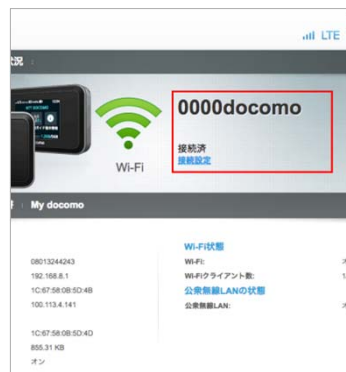 LTE
状況
0000docomo
接続済
接続設定
Wi-Fi
My docomo
Wi-Fi状態
08013244243
Wi-Fi:
192.168.8.1
Wi-Fiクライアント数:
1C:67:58:0B:5D:4B
公衆無線LANの状態
100.113.4.141
公衆無線LAN:
1C:67:58:0B:5D:4D
855.31 KB
オン